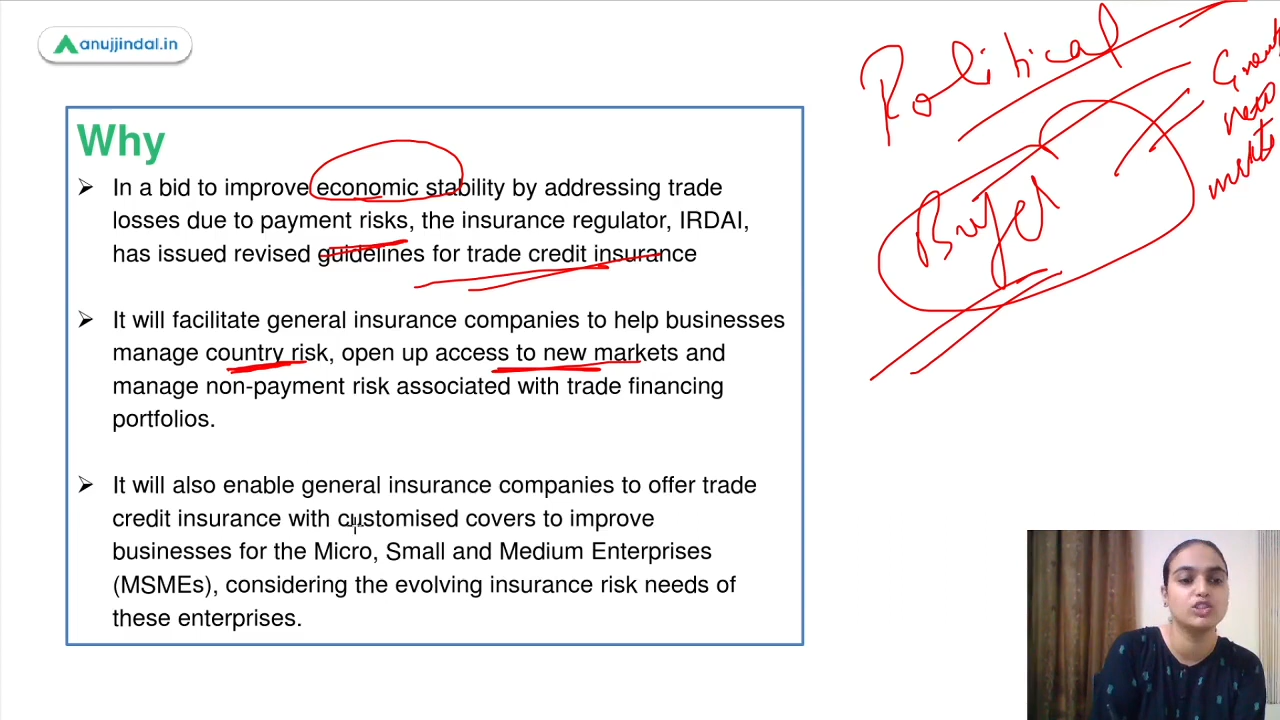 anujjindal.in
Why
➢ In a bid to improve economic stability by addressing trade
losses due to payment risks, the insurance regulator, IRDAI,
has issued revised guidelines for trade credit insurance
➢ It will facilitate general insurance companies to help businesses
manage country risk, open up access to new markets and
manage non-payment risk associated with trade financing
portfolios.
➢ It will also enable general insurance companies to offer trade
credit insurance with customised covers to improve
businesses for the Micro, Small and Medium Enterprises
(MSMEs), considering the evolving insurance risk needs of
these enterprises.
Political